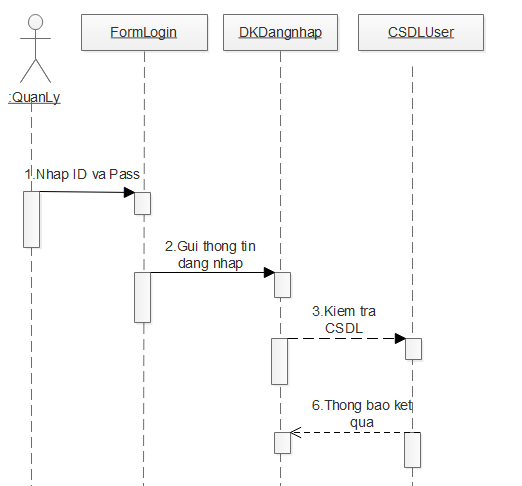 FormLogin
DKDangnhap
CSDLUser
:QuanLy
1.Nhap ID va Pass
2.Gui thong tin
dang nhap
3.Kiem tra
CSDL
6.Thong bao ket
qua